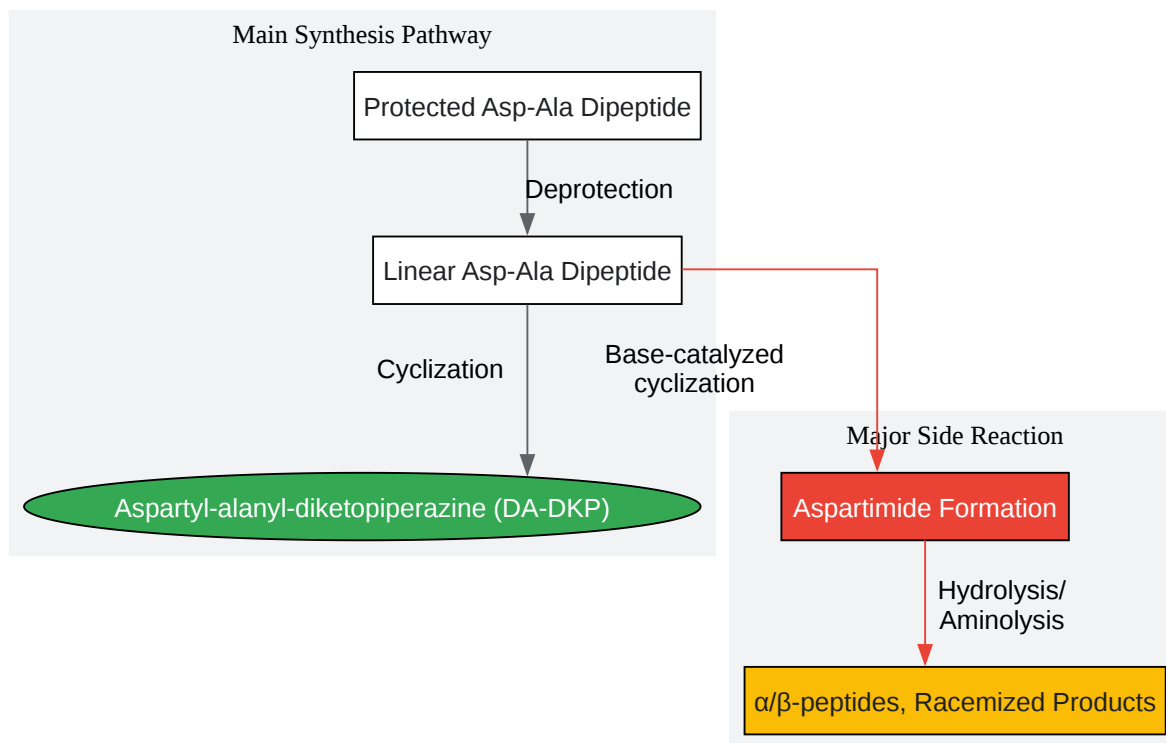 Main Synthesis Pathway
Protected Asp-Ala Dipeptide
Deprotection
Linear Asp-Ala Dipeptide
Cyclization
Base-catalyzed
cyclization
Aspartyl-alanyl-diketopiperazine (DA-DKP)
Major Side Reaction
Aspartimide Formation
Hydrolysis/
Aminolysis
α/β-peptides, Racemized Products